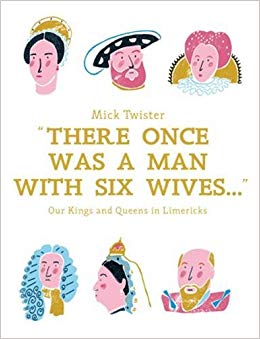 Mick Twister
"THERE ONCE
WAS A MAN
WITH SIX WIVES..."
Our Kings and Queens in Limericks